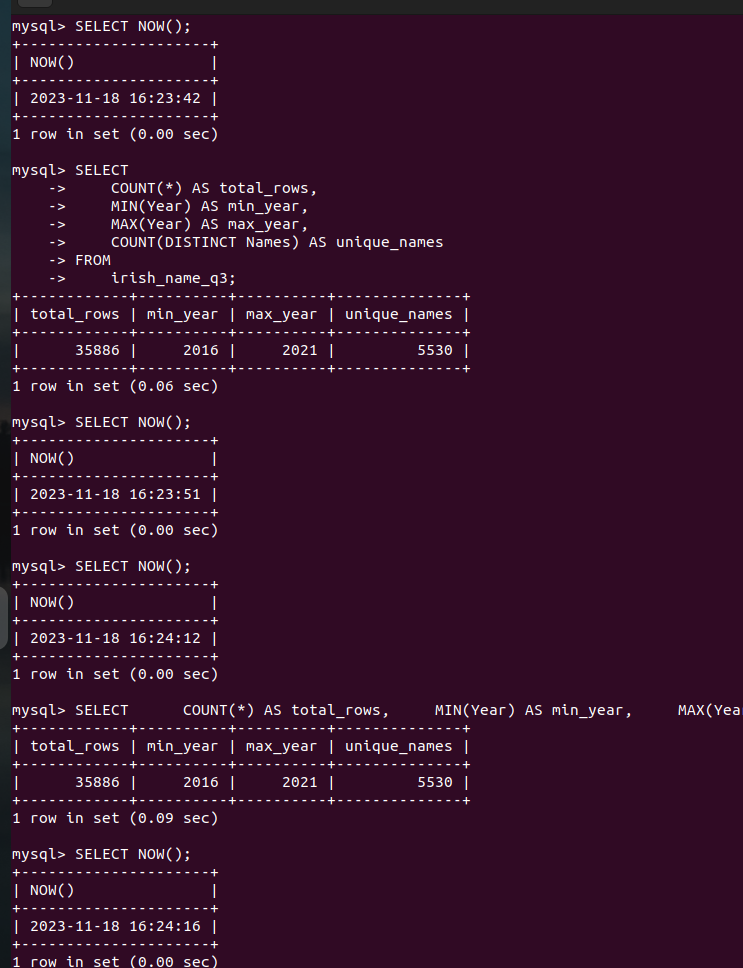 mysql> SELECT NOW();
+---------------------+
| NOW()               |
+---------------------+
| 2023-11-18 16:23:42 |
+---------------------+
1 row in set (0.00 sec)

mysql> SELECT
    ->     COUNT(*) AS total_rows,
    ->     MIN(Year) AS min_year,
    ->     MAX(Year) AS max_year,
    ->     COUNT(DISTINCT Names) AS unique_names
    -> FROM
    ->     irish_name_q3;
+------------+----------+----------+--------------+
| total_rows | min_year | max_year | unique_names |
+------------+----------+----------+--------------+
|      35886 |     2016 |     2021 |         5530 |
+------------+----------+----------+--------------+
1 row in set (0.06 sec)

mysql> SELECT NOW();
+---------------------+
| NOW()               |
+---------------------+
| 2023-11-18 16:23:51 |
+---------------------+
1 row in set (0.00 sec)

mysql> SELECT NOW();
+---------------------+
| NOW()               |
+---------------------+
| 2023-11-18 16:24:12 |
+---------------------+
1 row in set (0.00 sec)

mysql> SELECT      COUNT(*) AS total_rows,     MIN(Year) AS min_year,     MAX(Yea
+------------+----------+----------+--------------+
| total_rows | min_year | max_year | unique_names |
+------------+----------+----------+--------------+
|      35886 |     2016 |     2021 |         5530 |
+------------+----------+----------+--------------+
1 row in set (0.09 sec)

mysql> SELECT NOW();
+---------------------+
| NOW()               |
+---------------------+
| 2023-11-18 16:24:16 |
+---------------------+
1 row in set (0.00 sec)